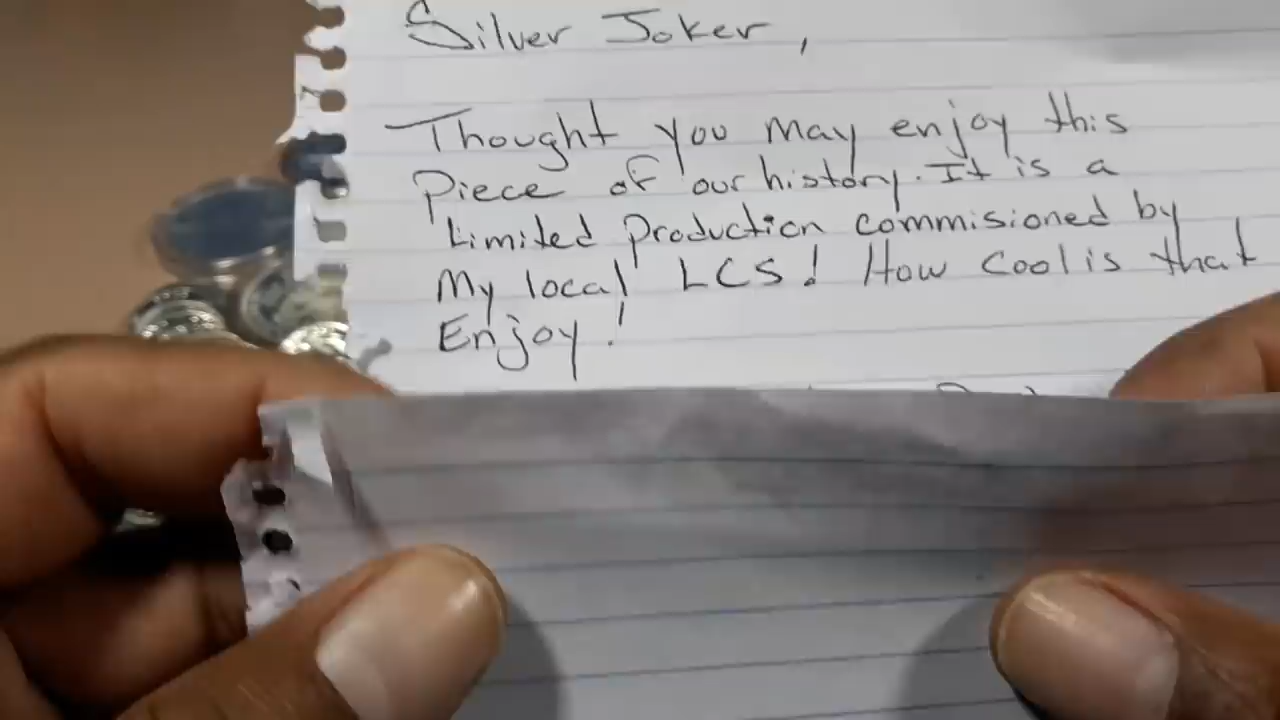 Silver Joker,
Thought you may enjoy this
Piece of our history. It is a
Limited Production commisioned by
My local LCS! How cool is that
Enjoy!